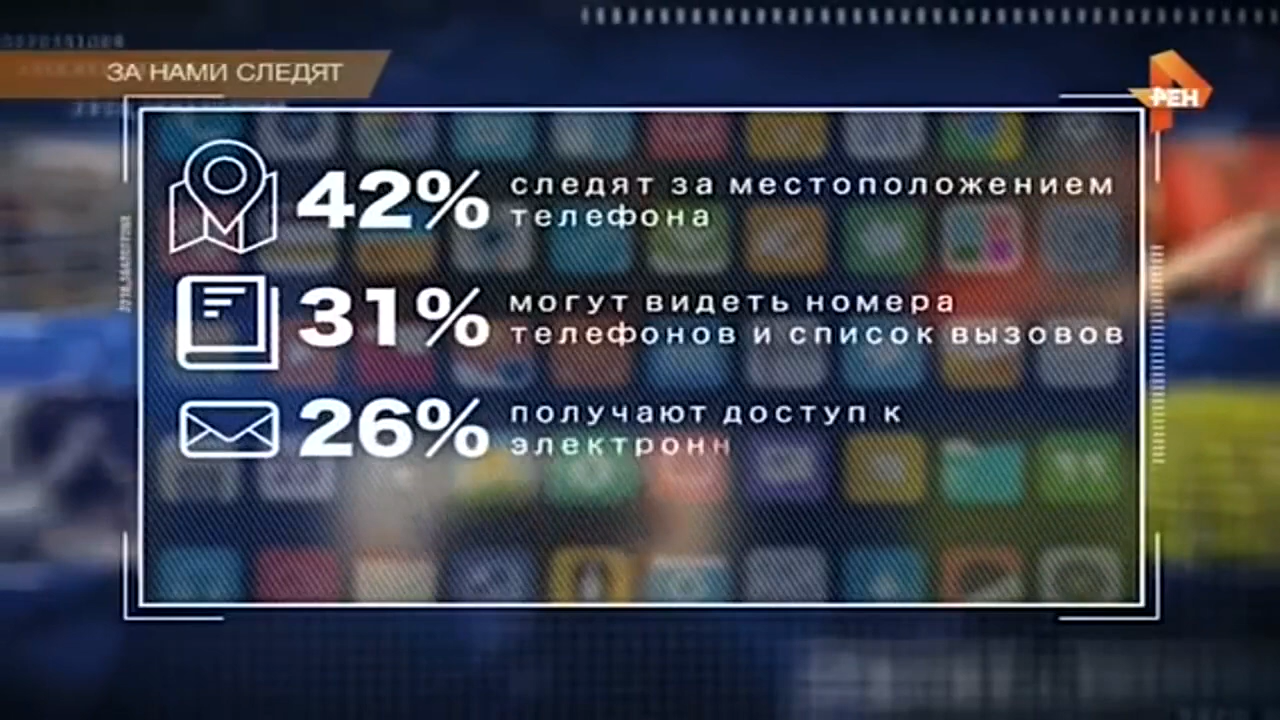 ЗА НАМИ СЛЕДЯТ
РЕН
42% следят за местоположением
телефона
31% могут видеть номера
телефонов и список вызовов
26% получают доступ к
электронн